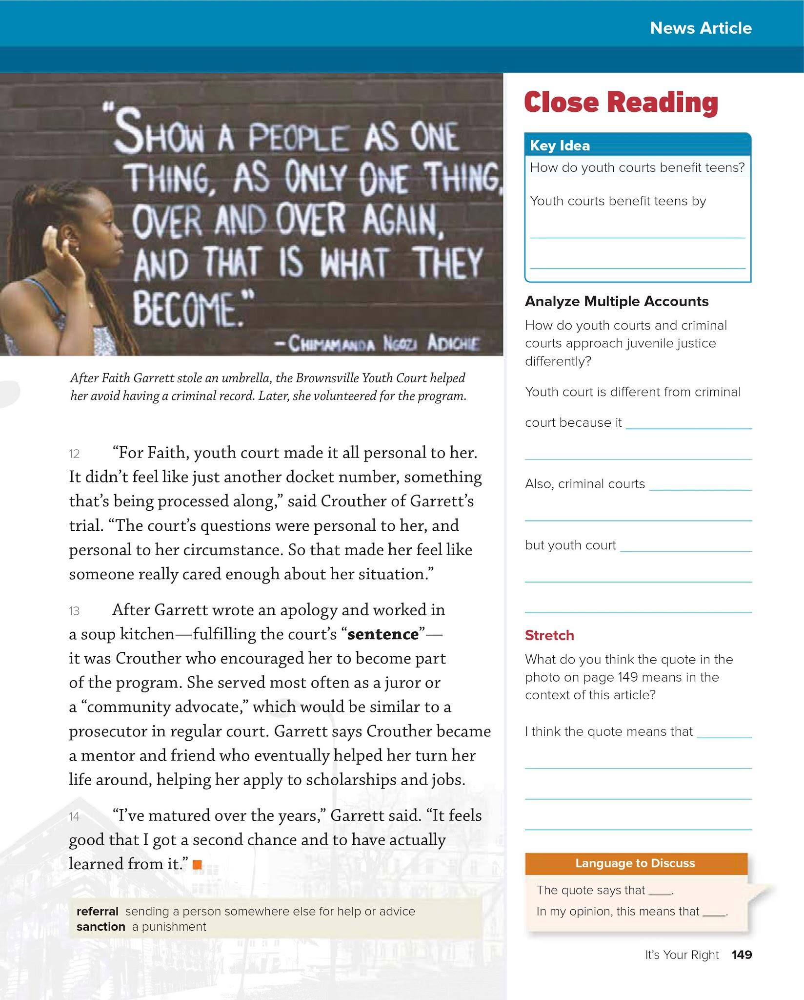 News Article
“SHOW A PEOPLE AS ONE
THING, AS ONLY ONE THING,
OVER AND OVER AGAIN,
AND THAT IS WHAT THEY
BECOME.”
–CHIMAMANDA NGOZI ADICHIE
After Faith Garrett stole an umbrella, the Brownsville Youth Court helped
her avoid having a criminal record. Later, she volunteered for the program.
12 “For Faith, youth court made it all personal to her.
It didn’t feel like just another docket number, something
that’s being processed along,” said Crouther of Garrett’s
trial. “The court’s questions were personal to her, and
personal to her circumstance. So that made her feel like
someone really cared enough about her situation.”
13 After Garrett wrote an apology and worked in
a soup kitchen—fulfilling the court’s “sentence”—
it was Crouther who encouraged her to become part
of the program. She served most often as a juror or
a “community advocate,” which would be similar to a
prosecutor in regular court. Garrett says Crouther became
a mentor and friend who eventually helped her turn her
life around, helping her apply to scholarships and jobs.
14 “I’ve matured over the years,” Garrett said. “It feels
good that I got a second chance and to have actually
learned from it.”
referral sending a person somewhere else for help or advice
sanction a punishment
Close Reading
Key Idea
How do youth courts benefit teens?
Youth courts benefit teens by
Analyze Multiple Accounts
How do youth courts and criminal
courts approach juvenile justice
differently?
Youth court is different from criminal
court because it
Also, criminal courts
but youth court
Stretch
What do you think the quote in the
photo on page 149 means in the
context of this article?
I think the quote means that
Language to Discuss
The quote says that ____.
In my opinion, this means that ____.
It’s Your Right 149